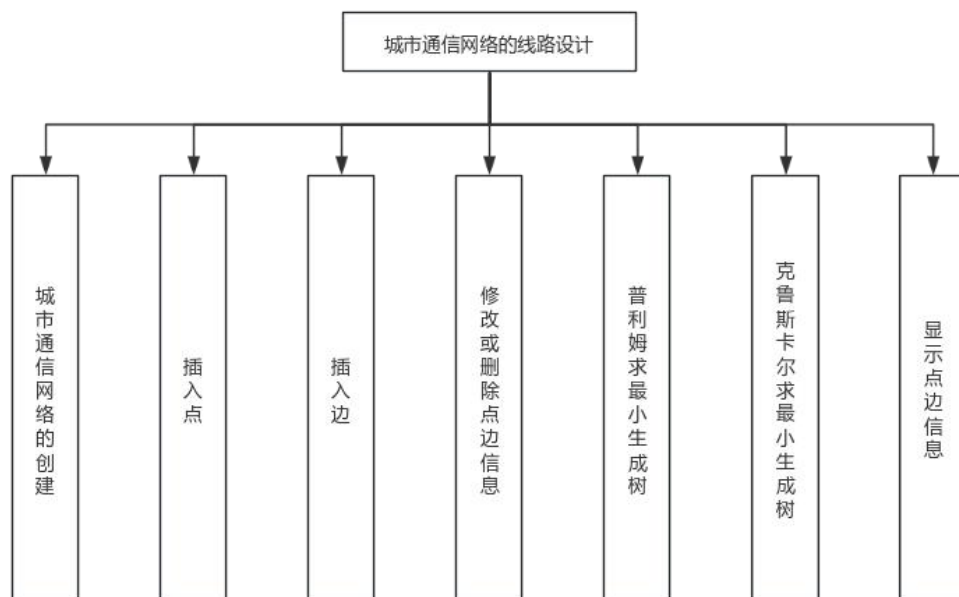 城市通信网络的线路设计
城市通信网络的创建
插入点
插入边
修改或删除点边信息
普利姆求最小生成树
克鲁斯卡尔求最小生成树
显示点边信息